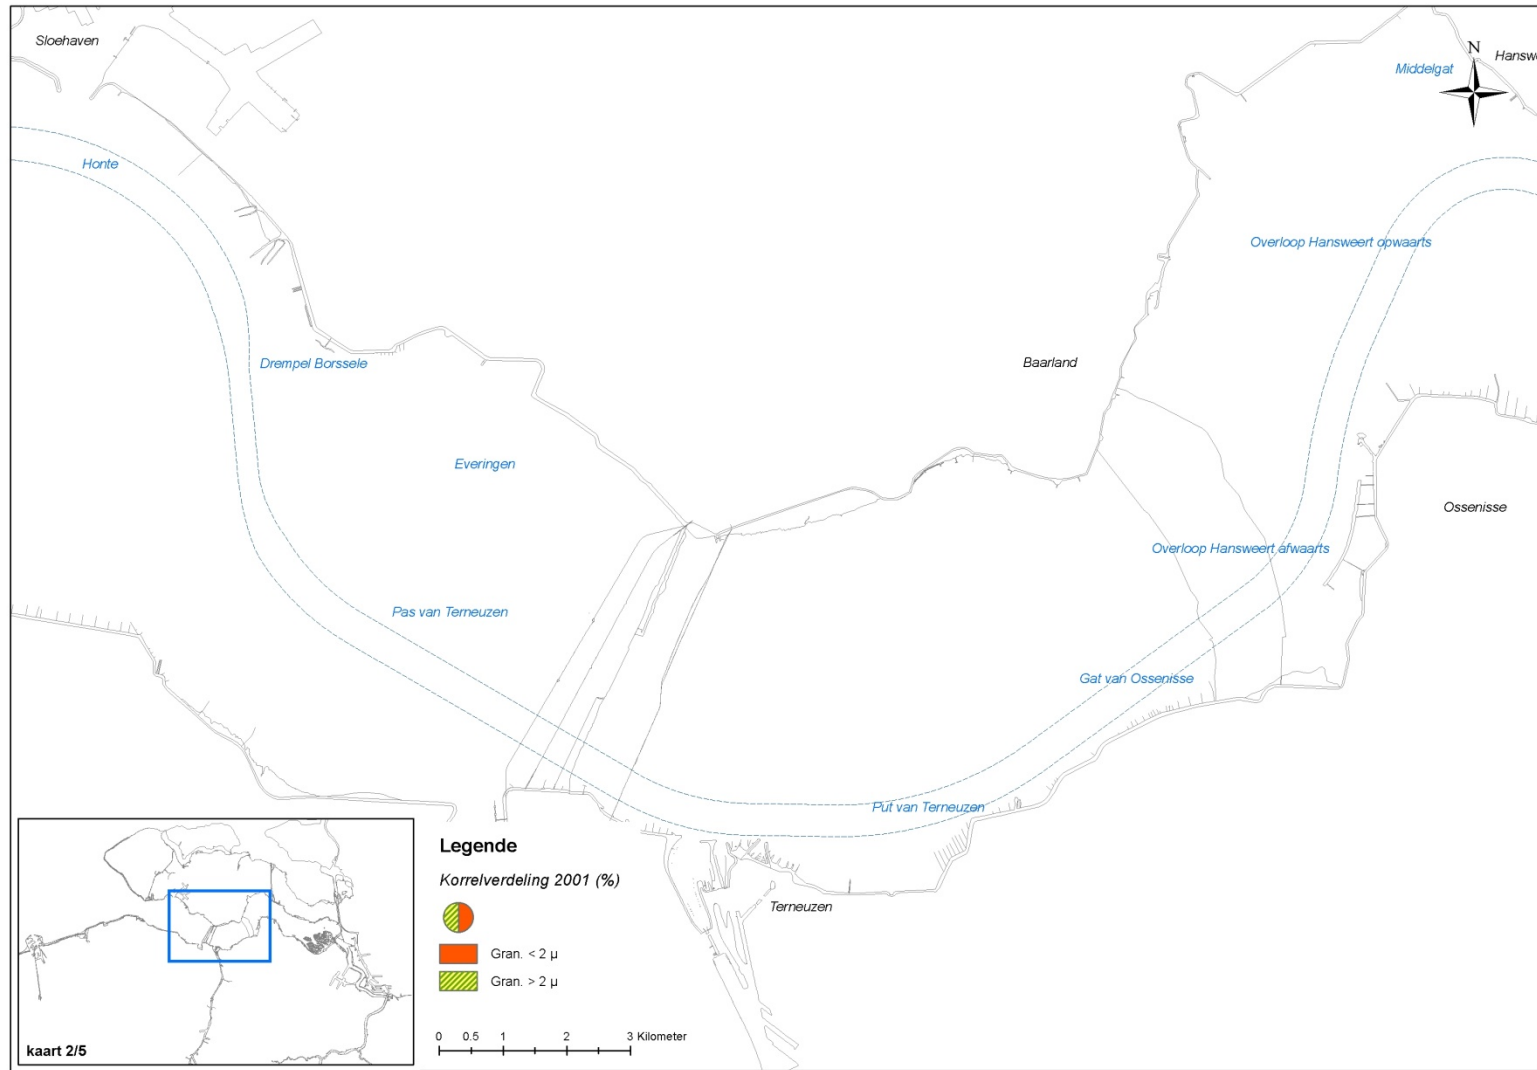 Sloehaven
N
Middelgat
Hansw
Honte
Overloop Hansweert opwaarts
Drempel Borssele
Baarland
Everingen
Ossenisse
Overloop Hansweert afwaarts
Pas van Terneuzen
Gat van Ossenisse
Put van Terneuzen
Terneuzen
Legende
Korrelverdeling 2001 (%)
Gran. < 2 µ
Gran. > 2 µ
0 0.5 1 2 3 Kilometer
kaart 2/5